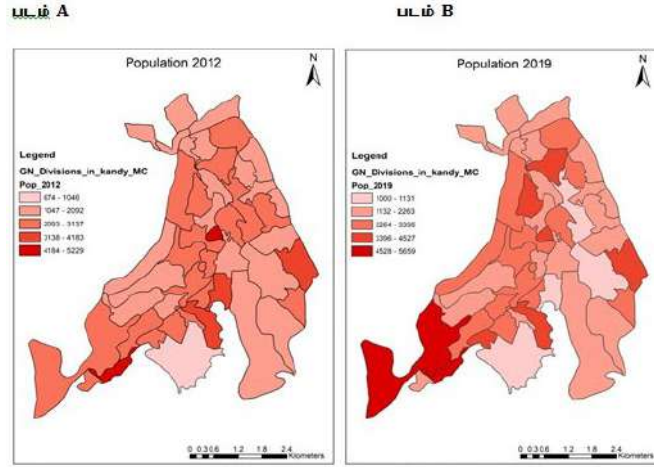 படம் A
படம் B
Population 2012
N
Legend
GN_Divisions_in_kandy_MC
Pop_2012
674 - 1046
1047 - 2092
2093 - 3137
3138 - 4183
4184 - 5229
0 0.3 0.6 1.2 1.8 2.4
Kilometers
Population 2019
N
Legend
GN_Divisions_in_kandy_MC
Pop_2019
1000 - 1131
1132 - 2263
2264 - 3395
3396 - 4527
4528 - 5659
0 0.3 0.6 1.2 1.8 2.4
Kilometers